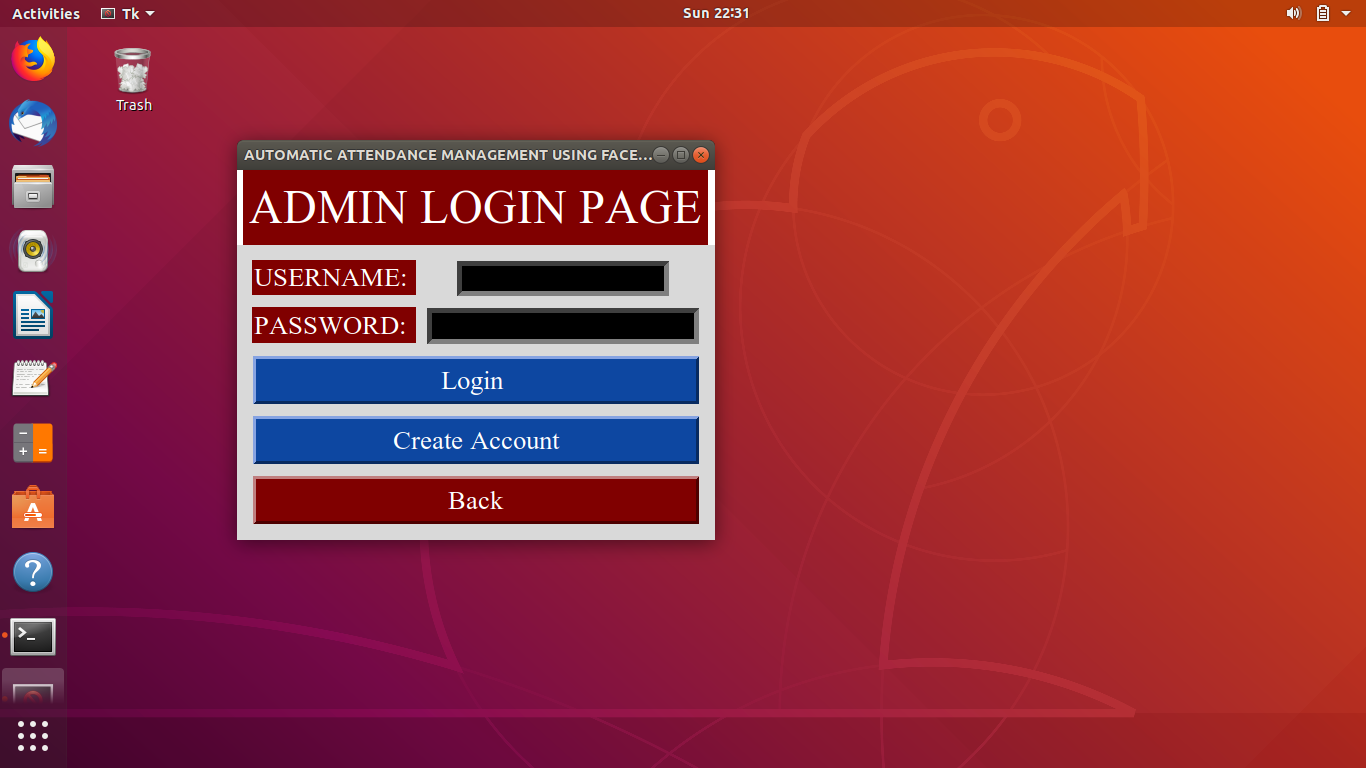 Activities Tk Sun 22:31
Trash
AUTOMATIC ATTENDANCE MANAGEMENT USING FACE...
ADMIN LOGIN PAGE
USERNAME:
PASSWORD:
Login
Create Account
Back